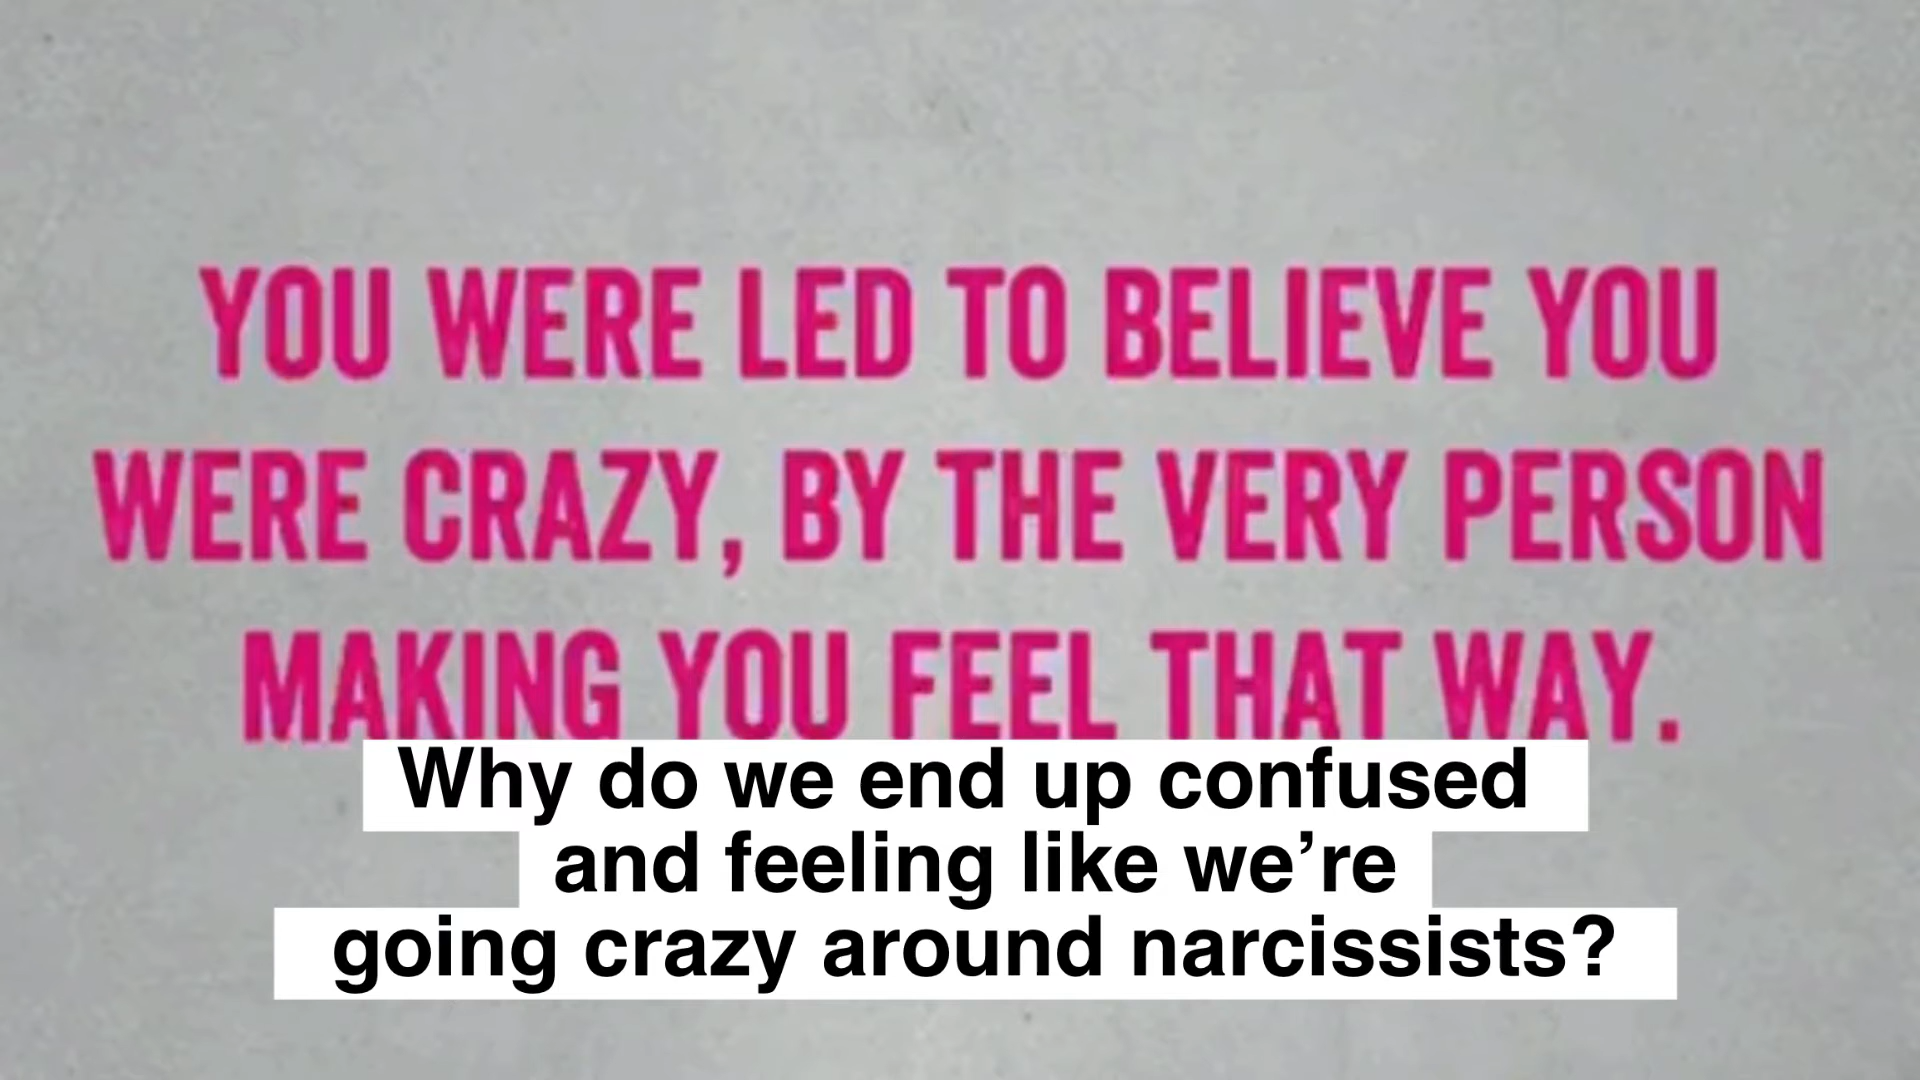 YOU WERE LED TO BELIEVE YOU
WERE CRAZY, BY THE VERY PERSON
MAKING YOU FEEL THAT WAY.
Why do we end up confused
and feeling like we’re
going crazy around narcissists?